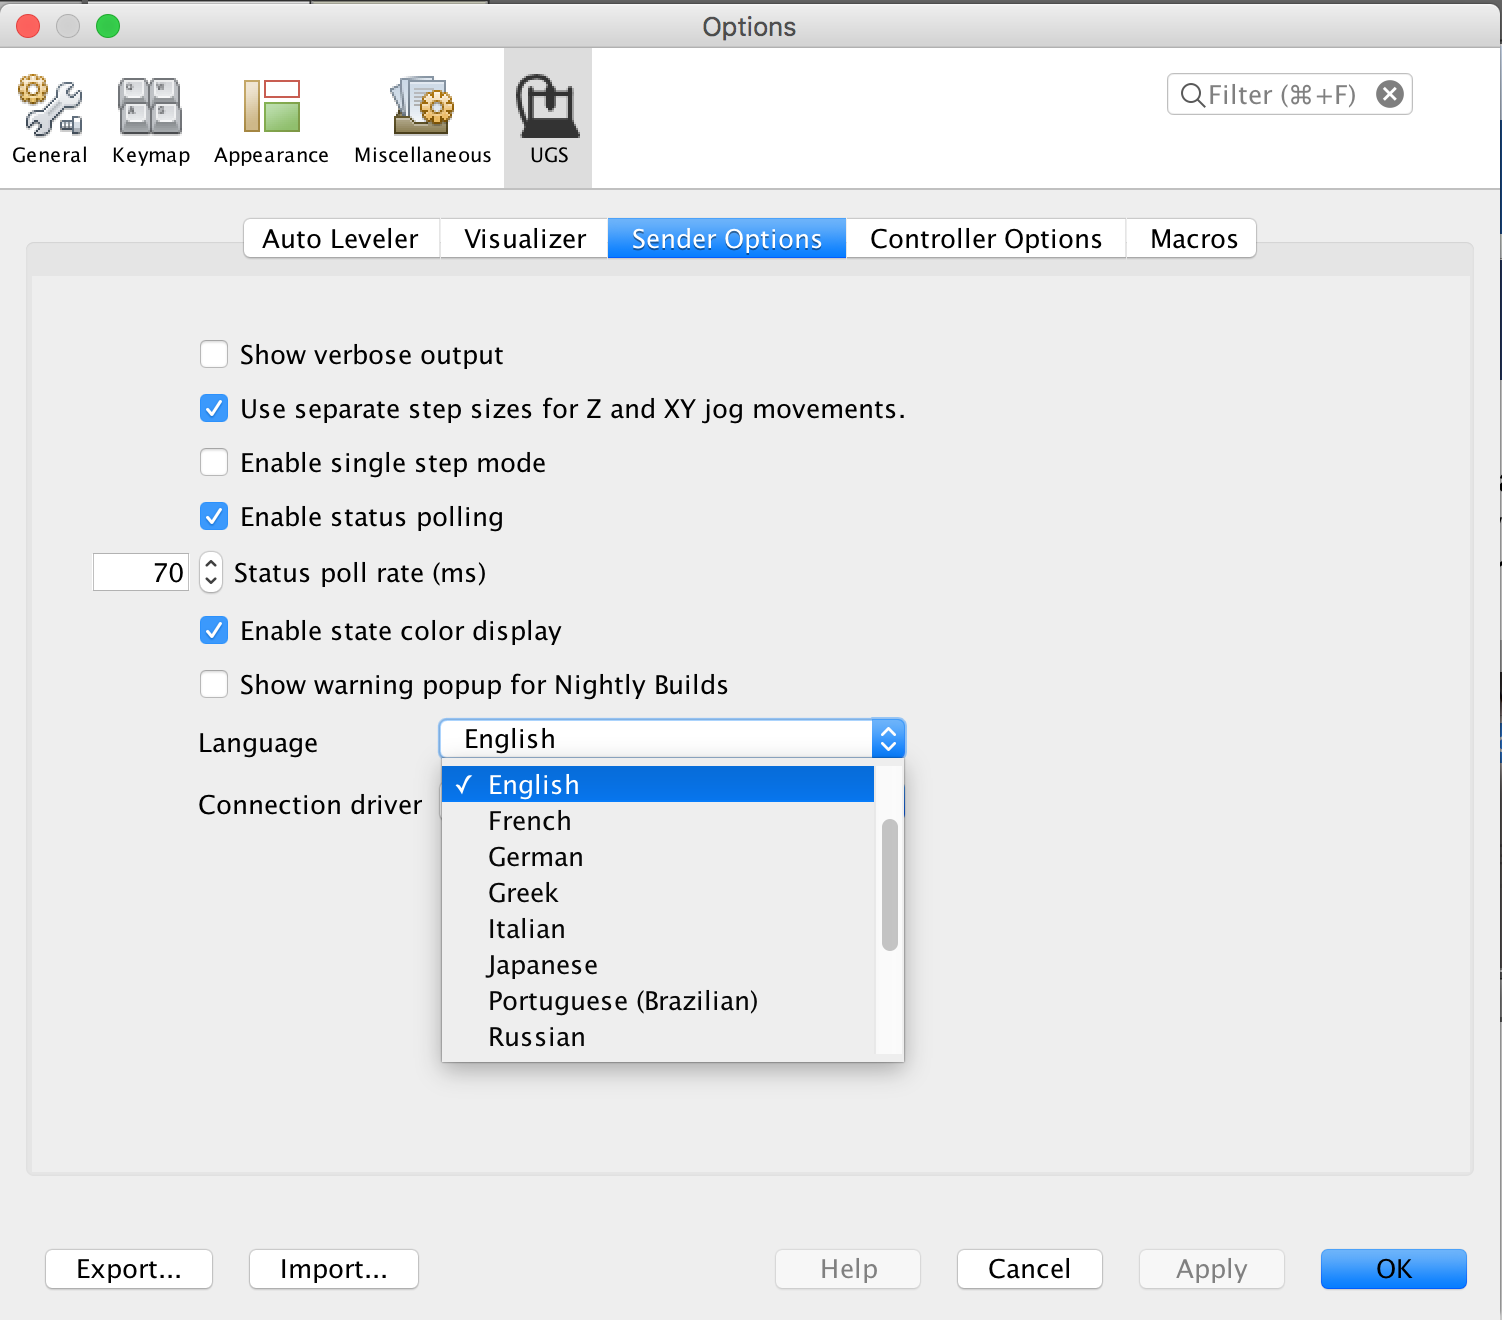 Options
General
Keymap
Appearance
Miscellaneous
UGS
Filter (⌘+F)
Auto Leveler
Visualizer
Sender Options
Controller Options
Macros
Show verbose output
Use separate step sizes for Z and XY jog movements.
Enable single step mode
Enable status polling
70 Status poll rate (ms)
Enable state color display
Show warning popup for Nightly Builds
Language English
✓ English
Connection driver
French
German
Greek
Italian
Japanese
Portuguese (Brazilian)
Russian
Export...
Import...
Help
Cancel
Apply
OK